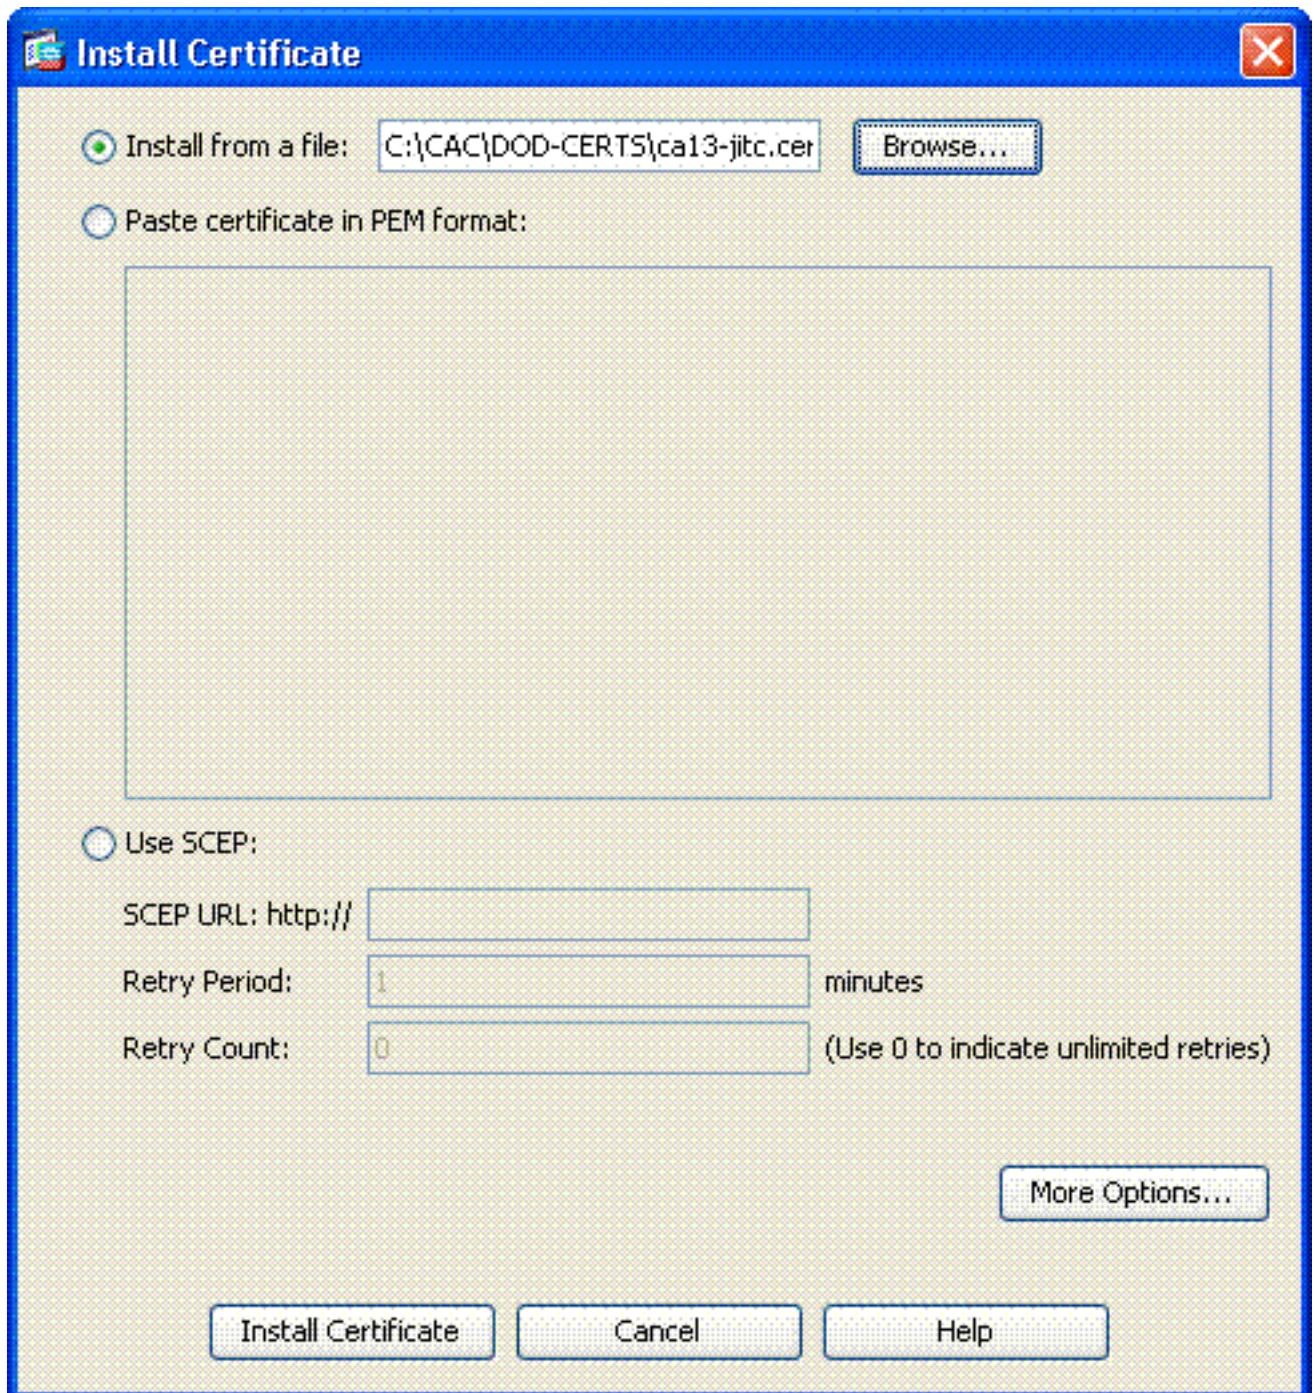 Install Certificate
Install from a file: C:\CAC\DOD-CERTS\ca13-jitc.cer Browse...
Paste certificate in PEM format:
Use SCEP:
SCEP URL: http://
Retry Period: 1 minutes
Retry Count: 0 (Use 0 to indicate unlimited retries)
More Options...
Install Certificate Cancel Help